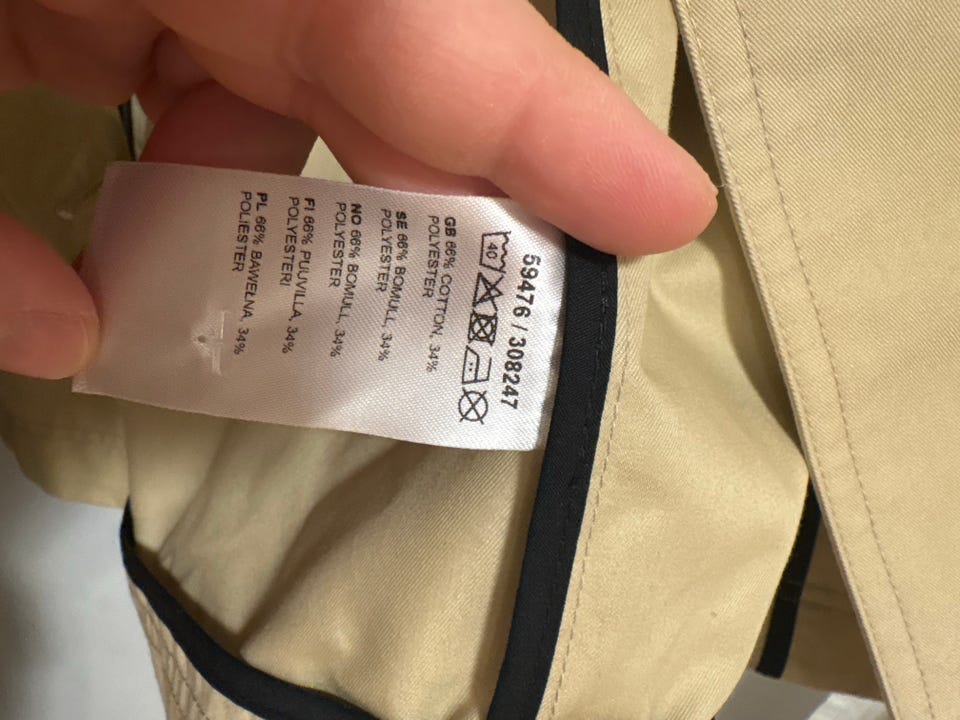 59476 / 308247
40
GB 66% COTTON, 34%
POLYESTER
SE 66% BOMULL, 34%
POLYESTER
NO 66% BOMULL, 34%
POLYESTER
FI 66% PUUVILLA, 34%
POLYESTERI
PL 66% BAWEŁNA, 34%
POLIESTER